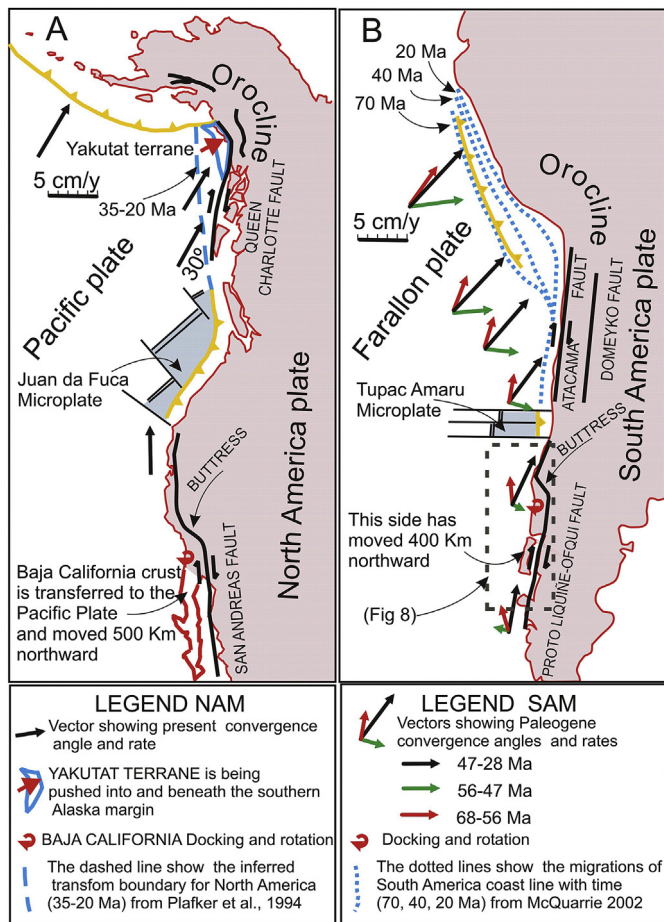 A
Orocline
Yakutat terrane
5 cm/y
35-20 Ma
QUEEN
CHARLOTTE FAULT
30º
Pacific plate
Juan da Fuca
Microplate
BUTTRESS
North America plate
SAN ANDREAS FAULT
Baja California crust
is transferred to the
Pacific Plate
and moved 500 Km
northward
B
20 Ma
40 Ma
70 Ma
Orocline
5 cm/y
Farallon plate
ATACAMA FAULT
DOMEYKO FAULT
South America plate
Tupac Amaru
Microplate
BUTTRESS
This side has
moved 400 Km
northward
(Fig 8)
PROTO LIQUIÑE-OFQUI FAULT
LEGEND NAM
Vector showing present convergence
angle and rate
YAKUTAT TERRANE is being
pushed into and beneath the southern
Alaska margin
BAJA CALIFORNIA Docking and rotation
The dashed line show the inferred
transfom boundary for North America
(35-20 Ma) from Plafker et al., 1994
LEGEND SAM
Vectors showing Paleogene
convergence angles and rates
47-28 Ma
56-47 Ma
68-56 Ma
Docking and rotation
The dotted lines show the migrations of
South America coast line with time
(70, 40, 20 Ma) from McQuarrie 2002